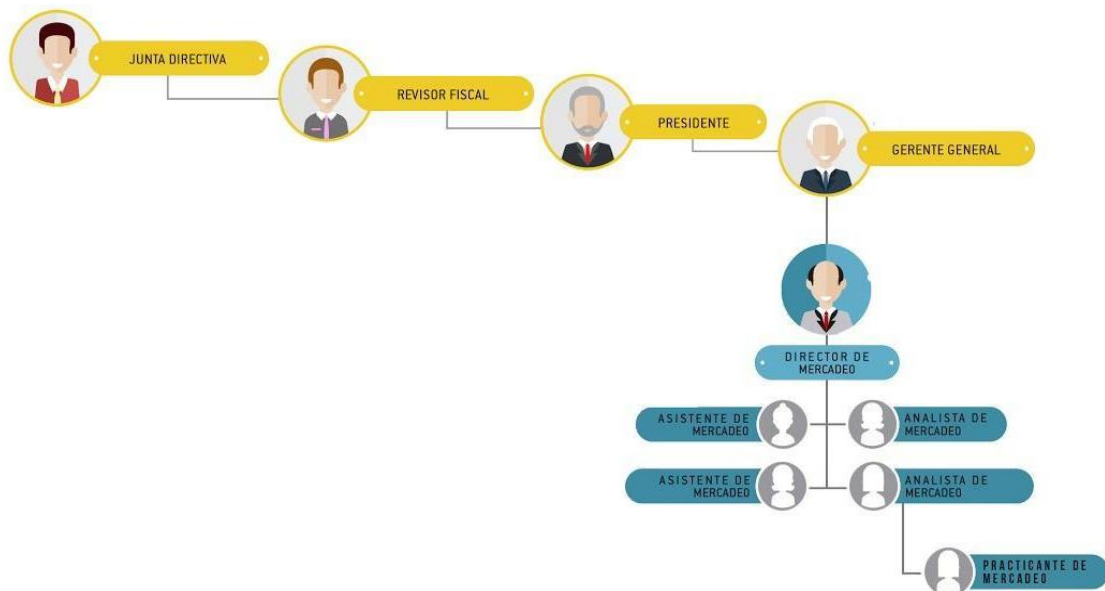 JUNTA DIRECTIVA
REVISOR FISCAL
PRESIDENTE
GERENTE GENERAL
DIRECTOR DE
MERCADEO
ASISTENTE DE
MERCADEO
ANALISTA DE
MERCADEO
ASISTENTE DE
MERCADEO
ANALISTA DE
MERCADEO
PRACTICANTE DE
MERCADEO